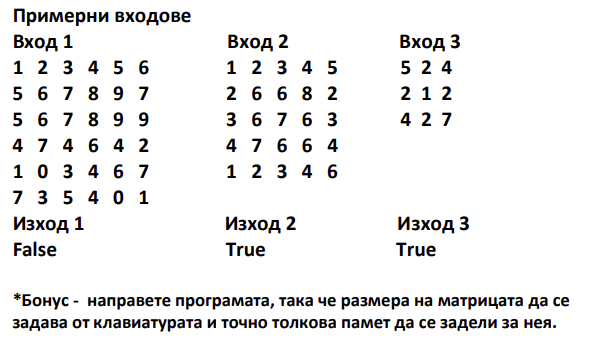 Примерни входове
Вход 1 Вход 2 Вход 3
1 2 3 4 5 6 1 2 3 4 5 5 2 4
5 6 7 8 9 7 2 6 6 8 2 2 1 2
5 6 7 8 9 9 3 6 7 6 3 4 2 7
4 7 4 6 4 2 4 7 6 6 4
1 0 3 4 6 7 1 2 3 4 6
7 3 5 4 0 1
Изход 1 Изход 2 Изход 3
False True True
*Бонус - направете програмата, така че размера на матрицата да се
задава от клавиатурата и точно толкова памет да се задели за нея.